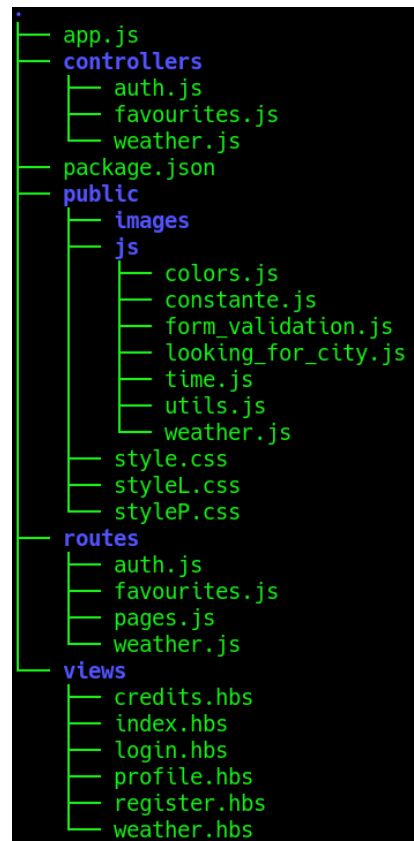 .
├── app.js
├── controllers
│   ├── auth.js
│   ├── favourites.js
│   └── weather.js
├── package.json
├── public
│   ├── images
│   ├── js
│   │   ├── colors.js
│   │   ├── constante.js
│   │   ├── form_validation.js
│   │   ├── looking_for_city.js
│   │   ├── time.js
│   │   ├── utils.js
│   │   └── weather.js
│   ├── style.css
│   ├── styleL.css
│   └── styleP.css
├── routes
│   ├── auth.js
│   ├── favourites.js
│   ├── pages.js
│   └── weather.js
└── views
    ├── credits.hbs
    ├── index.hbs
    ├── login.hbs
    ├── profile.hbs
    ├── register.hbs
    └── weather.hbs